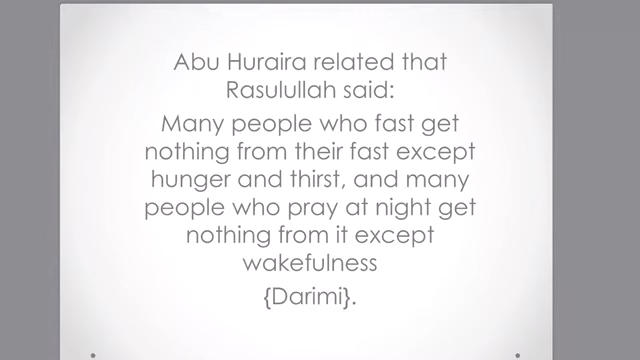 Abu Huraira related that
Rasulullah said:
Many people who fast get
nothing from their fast except
hunger and thirst, and many
people who pray at night get
nothing from it except
wakefulness
{Darimi}.